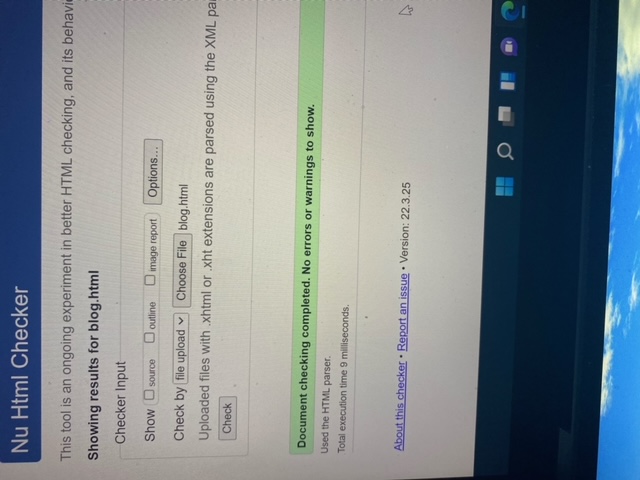 Nu Html Checker
This tool is an ongoing experiment in better HTML checking, and its
Showing results for blog.html
Checker Input
Show source outline image report Options...
Check by file upload Choose File blog.html
Uploaded files with .xhtml or .xht extensions are parsed using the XML
Check
Document checking completed. No errors or warnings to show.
Used the HTML parser.
Total execution time 9 milliseconds.
About this checker • Report an issue • Version: 22.3.25